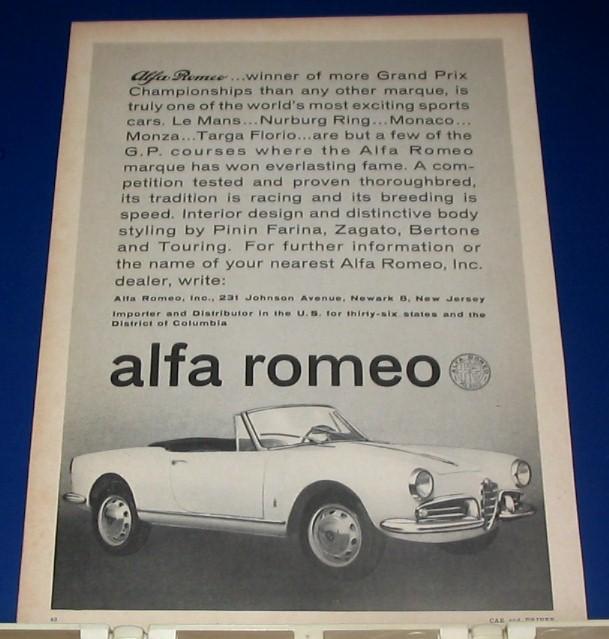 Alfa Romeo...winner of more Grand Prix
Championships than any other marque, is
truly one of the world's most exciting sports
cars. Le Mans...Nurburg Ring...Monaco...
Monza...Targa Florio...are but a few of the
G.P. courses where the Alfa Romeo
marque has won everlasting fame. A com-
petition tested and proven thoroughbred,
its tradition is racing and its breeding is
speed. Interior design and distinctive body
styling by Pinin Farina, Zagato, Bertone
and Touring. For further information or
the name of your nearest Alfa Romeo, Inc.
dealer, write:
Alfa Romeo, Inc., 231 Johnson Avenue, Newark 8, New Jersey
Importer and Distributor in the U.S. for thirty-six states and the
District of Columbia
alfa romeo
ALFA ROMEO
CAR and DRIVER